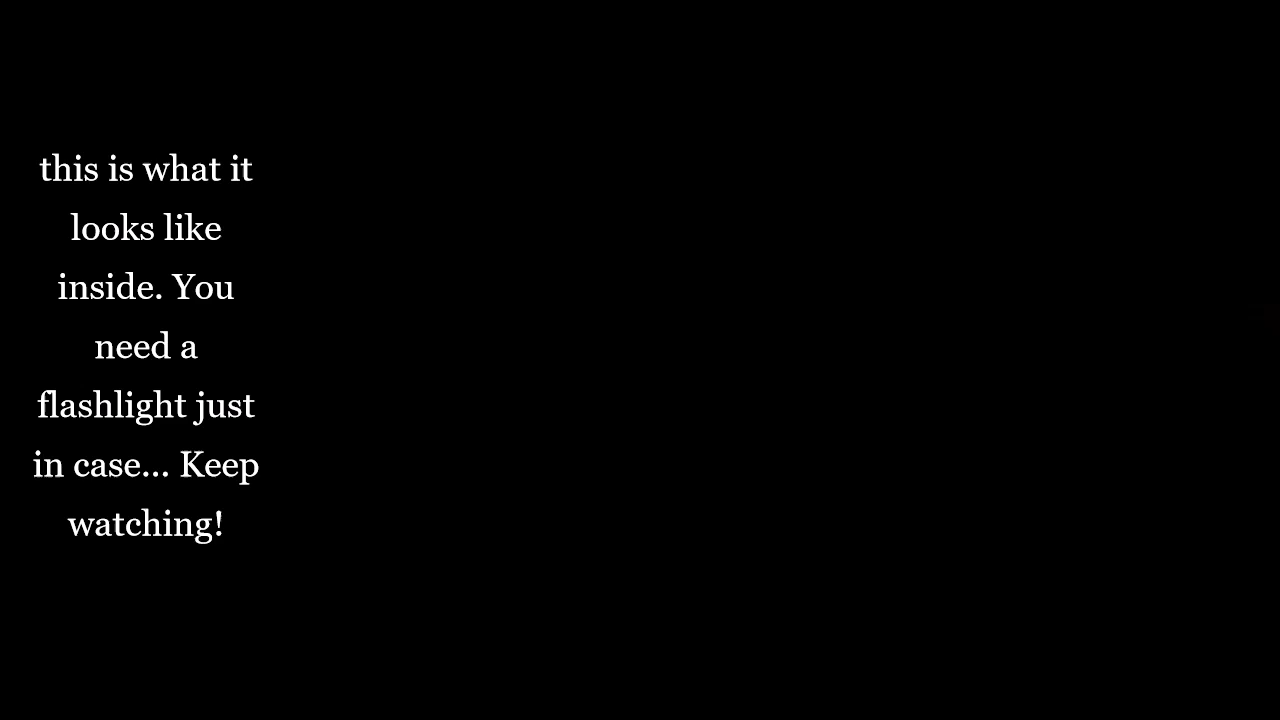 this is what it
looks like
inside. You
need a
flashlight just
in case... Keep
watching!